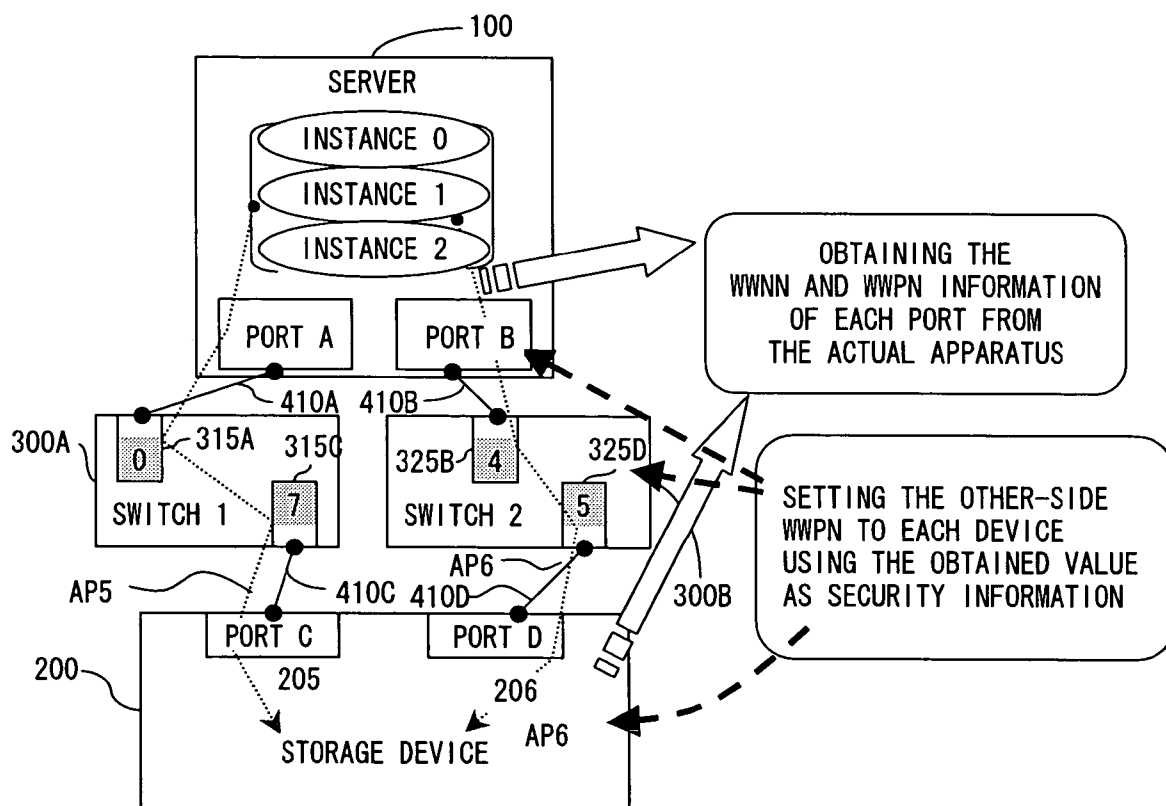 100
SERVER
INSTANCE 0
INSTANCE 1
INSTANCE 2
PORT A
PORT B
OBTAINING THE
WWNN AND WWPN INFORMATION
OF EACH PORT FROM
THE ACTUAL APPARATUS
410A
410B
300A
0
315A
315C
7
SWITCH 1
325B
4
325D
5
SWITCH 2
SETTING THE OTHER-SIDE
WWPN TO EACH DEVICE
USING THE OBTAINED VALUE
AS SECURITY INFORMATION
AP5
410C
AP6
410D
300B
PORT C
PORT D
200
205
206
AP6
STORAGE DEVICE